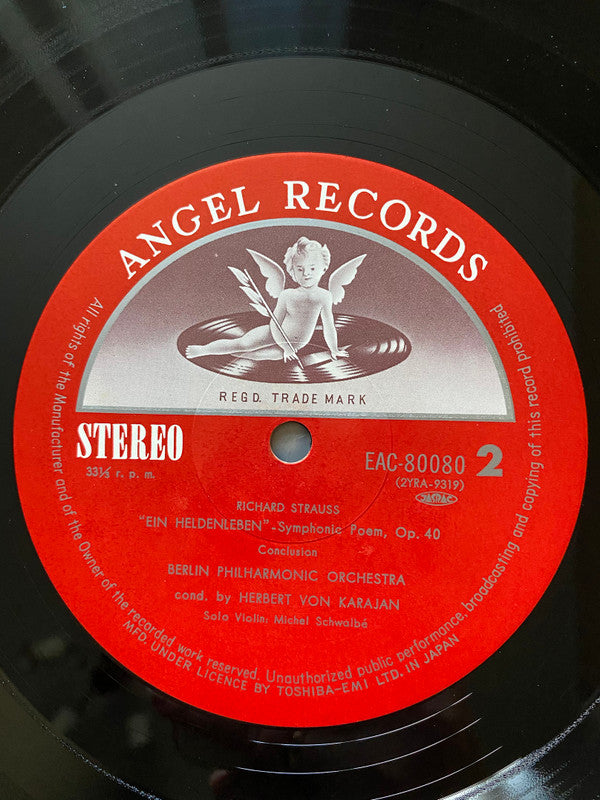 ANGEL RECORDS
REGD. TRADE MARK
STEREO
33⅓ r. p. m.
EAC-80080 2
(2YRA-9319)
JASRAC
RICHARD STRAUSS
"EIN HELDENLEBEN"-Symphonic Poem, Op. 40
Conclusion
BERLIN PHILHARMONIC ORCHESTRA
cond. by HERBERT VON KARAJAN
Solo Violin: Michel Schwalbé
All rights of the Manufacturer and of the Owner of the recorded work reserved. Unauthorized public performance, broadcasting and copying of this record prohibited
MFD. UNDER LICENCE BY TOSHIBA-EMI LTD. IN JAPAN